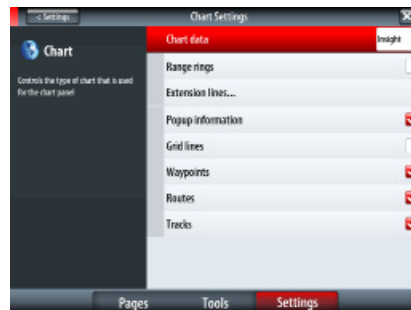 < Settings
Chart Settings
X
Chart
Controls the type of chart that is used
for the chart panel
Chart data
Insight
Range rings
Extension lines...
Popup information
Grid lines
Waypoints
Routes
Tracks
Pages
Tools
Settings